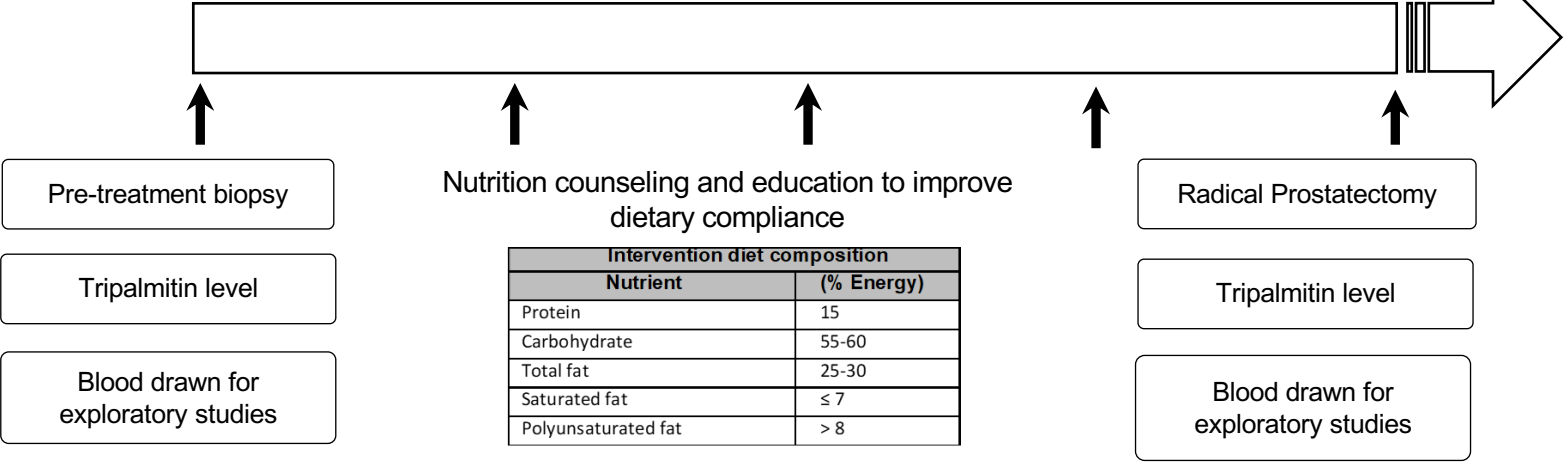 Pre-treatment biopsy
Tripalmitin level
Blood drawn for
exploratory studies
Nutrition counseling and education to improve
dietary compliance
Intervention diet composition
Nutrient (% Energy)
Protein 15
Carbohydrate 55-60
Total fat 25-30
Saturated fat ≤ 7
Polyunsaturated fat > 8
Radical Prostatectomy
Tripalmitin level
Blood drawn for
exploratory studies